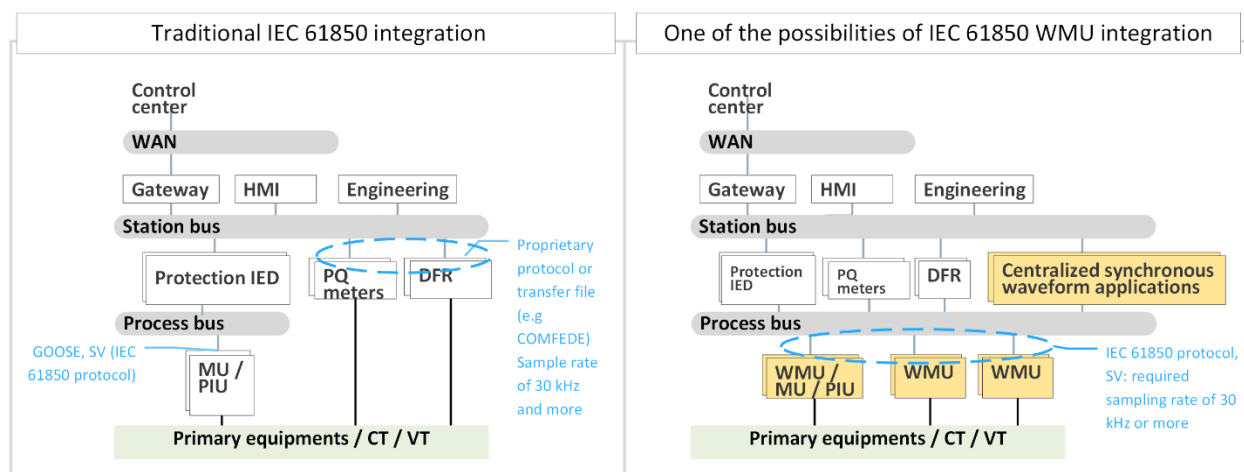 Traditional IEC 61850 integration
Control
center
WAN
Gateway
HMI
Engineering
Station bus
Protection IED
PQ
meters
DFR
Proprietary
protocol or
transfer file
(e.g
COMFEDE)
Sample rate
of 30 kHz
and more
Process bus
GOOSE, SV (IEC
61850 protocol)
MU /
PIU
Primary equipments / CT / VT
One of the possibilities of IEC 61850 WMU integration
Control
center
WAN
Gateway
HMI
Engineering
Station bus
Protection
IED
PQ
meters
DFR
Centralized synchronous
waveform applications
Process bus
WMU /
MU / PIU
WMU
WMU
IEC 61850 protocol,
SV: required
sampling rate of 30
kHz or more
Primary equipments / CT / VT